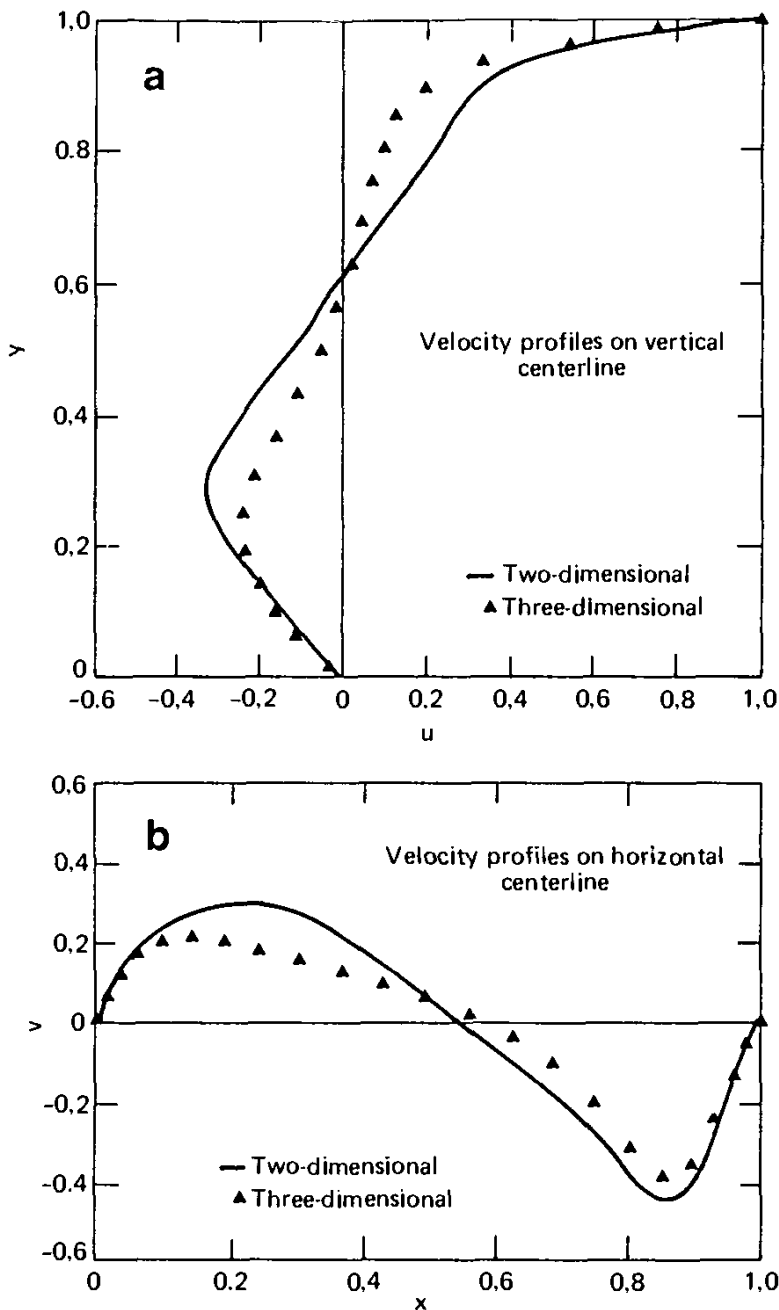 1,0
a
0.8
0,6
y
Velocity profiles on vertical
centerline
0,4
0.2
Two-dimensional
Three-dimensional
0
-0.6
-0,4
-0,2
0
0,2
0,4
0.6
0.8
1,0
u
0.6
b
Velocity profiles on horizontal
centerline
0,4
0.2
v
0
-0.2
Two-dimensional
-0.4
Three-dimensional
-0.6
0
0.2
0,4
0.6
0.8
1,0
x